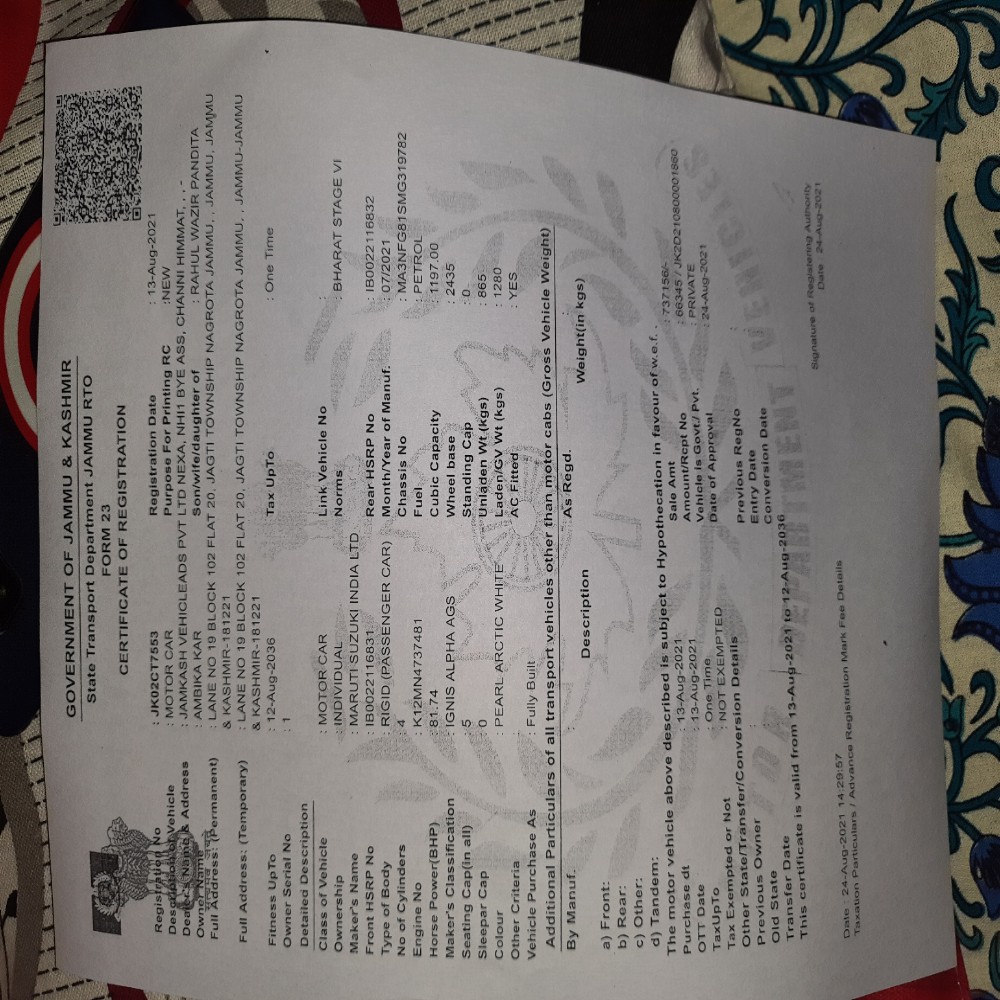 GOVERNMENT OF JAMMU & KASHMIR
State Transport Department JAMMU RTO
FORM 23
CERTIFICATE OF REGISTRATION
Registration No : JK02CT7553 Registration Date : 13-Aug-2021
Description of Vehicle : MOTOR CAR Purpose For Printing RC : NEW
Dealer's Name & Address : JAMKASH VEHICLEADS PVT LTD NEXA, NH1 BYE ASS, CHANNI HIMMAT, , , -
Owner Name : AMBIKA KAR Son/wife/daughter of : RAHUL WAZIR PANDITA
Full Address: (Permanent) : LANE NO 19 BLOCK 102 FLAT 20, JAGTI TOWNSHIP NAGROTA JAMMU, , JAMMU, JAMMU
& KASHMIR-181221
Full Address: (Temporary) : LANE NO 19 BLOCK 102 FLAT 20, JAGTI TOWNSHIP NAGROTA JAMMU, , JAMMU-JAMMU
& KASHMIR-181221
Fitness UpTo : 12-Aug-2036 Tax UpTo : One Time
Owner Serial No : 1
Detailed Description
Class of Vehicle : MOTOR CAR Link Vehicle No :
Ownership : INDIVIDUAL Norms : BHARAT STAGE VI
Maker's Name : MARUTI SUZUKI INDIA LTD
Front HSRP No : IB0022116831 Rear HSRP No : IB0022116832
Type of Body : RIGID (PASSENGER CAR) Month/Year of Manuf. : 07/2021
No of Cylinders : 4 Chassis No : MA3NFG81SMG319782
Engine No : K12MN4737481 Fuel : PETROL
Horse Power(BHP) : 81.74 Cubic Capacity : 1197.00
Maker's Classification : IGNIS ALPHA AGS Wheel base : 2435
Seating Cap(in all) : 5 Standing Cap : 0
Sleepar Cap : 0 Unladen Wt (kgs) : 865
Colour : PEARL ARCTIC WHITE Laden/GV Wt (kgs) : 1280
Other Criteria : AC Fitted : YES
Vehicle Purchase As : Fully Built
Additional Particulars of all transport vehicles other than motor cabs (Gross Vehicle Weight)
By Manuf. : As Regd. :
Description Weight(in kgs)
a) Front:
b) Rear:
c) Other:
d) Tandem:
The motor vehicle above described is subject to Hypothecation in favour of w.e.f. .
Purchase dt : 13-Aug-2021 Sale Amt : 737156/-
OTT Date : 13-Aug-2021 Amount/Rcpt No : 66345 / JK2D210800001880
TaxUpTo : One Time Vehicle is Govt./ Pvt. : PRIVATE
Tax Exempted or Not : NOT EXEMPTED Date of Approval : 24-Aug-2021
Other State/Transfer/Conversion Details
Previous Owner : Previous RegNo :
Old State Entry Date
Transfer Date Conversion Date
This certificate is valid from 13-Aug-2021 to 12-Aug-2036
Signature of Registering Authority
Date : 24-Aug-2021
Date : 24-Aug-2021 14:29:57
Taxation Particulars / Advance Registration Mark Fee Details